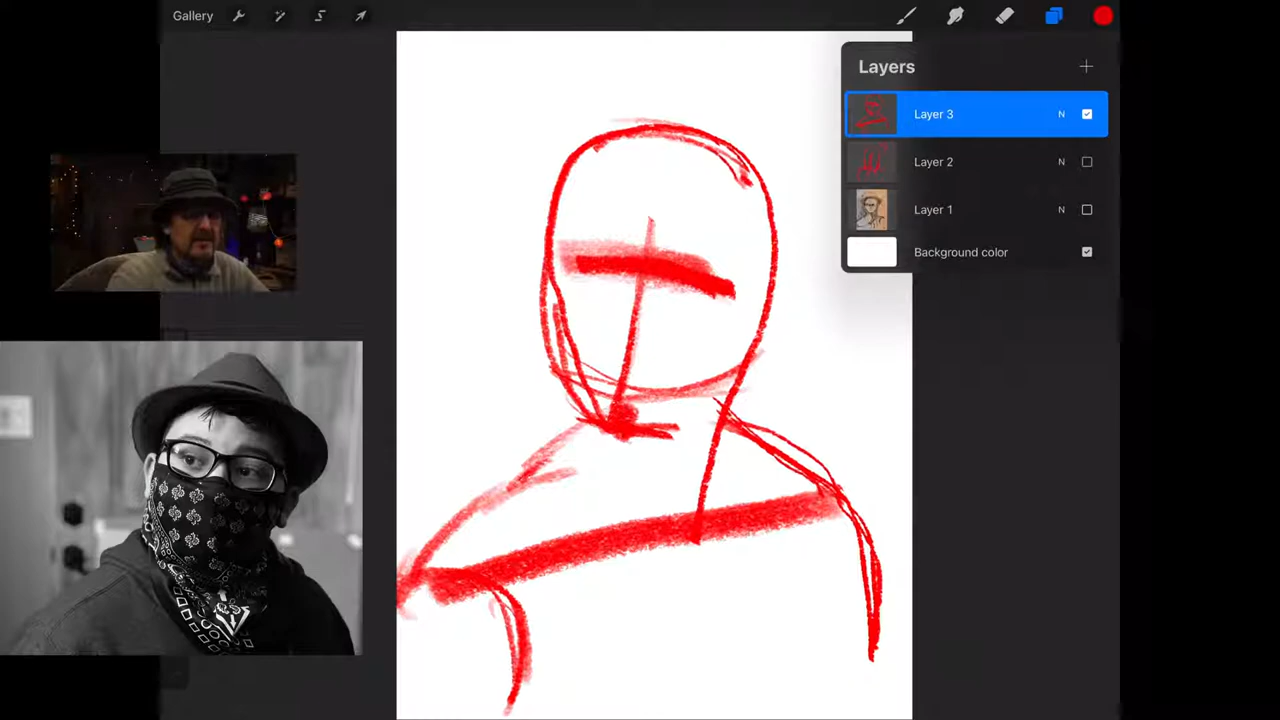 Gallery
Layers
Layer 3 N
Layer 2 N
Layer 1 N
Background color